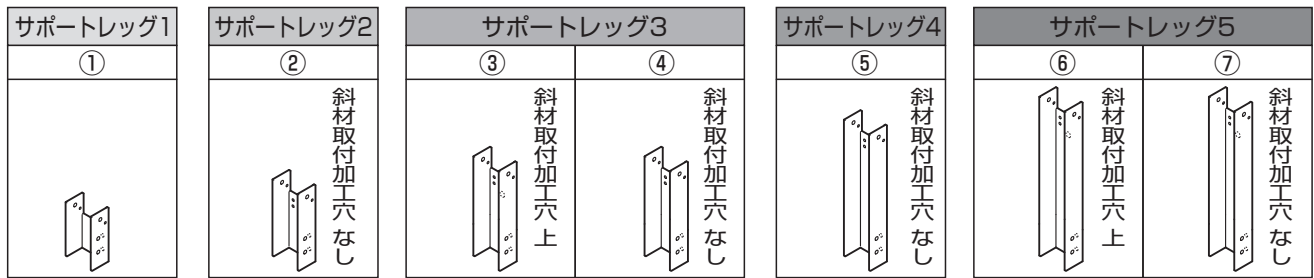 サポートレッグ1
①
サポートレッグ2
②
斜材取付加工穴 なし
サポートレッグ3
③
斜材取付加工穴 上
④
斜材取付加工穴 なし
サポートレッグ4
⑤
斜材取付加工穴 なし
サポートレッグ5
⑥
斜材取付加工穴 上
⑦
斜材取付加工穴 なし